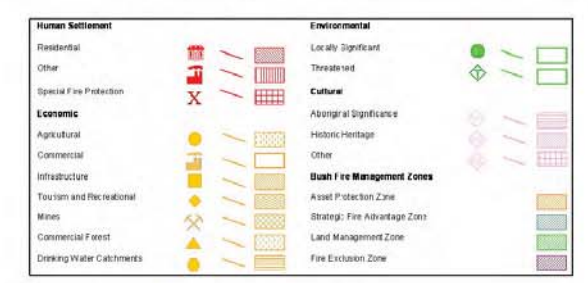 Human Settlement
Residential
Other
Special Fire Protection
X
Economic
Agricultural
Commercial
Infrastructure
Tourism and Recreational
Mines
Commercial Forest
Drinking Water Catchments
Environmental
Locally Significant
Threatened
T
Cultural
Aboriginal Significance
Historic Heritage
Other
Bush Fire Management Zones
Asset Protection Zone
Strategic Fire Advantage Zone
Land Management Zone
Fire Exclusion Zone